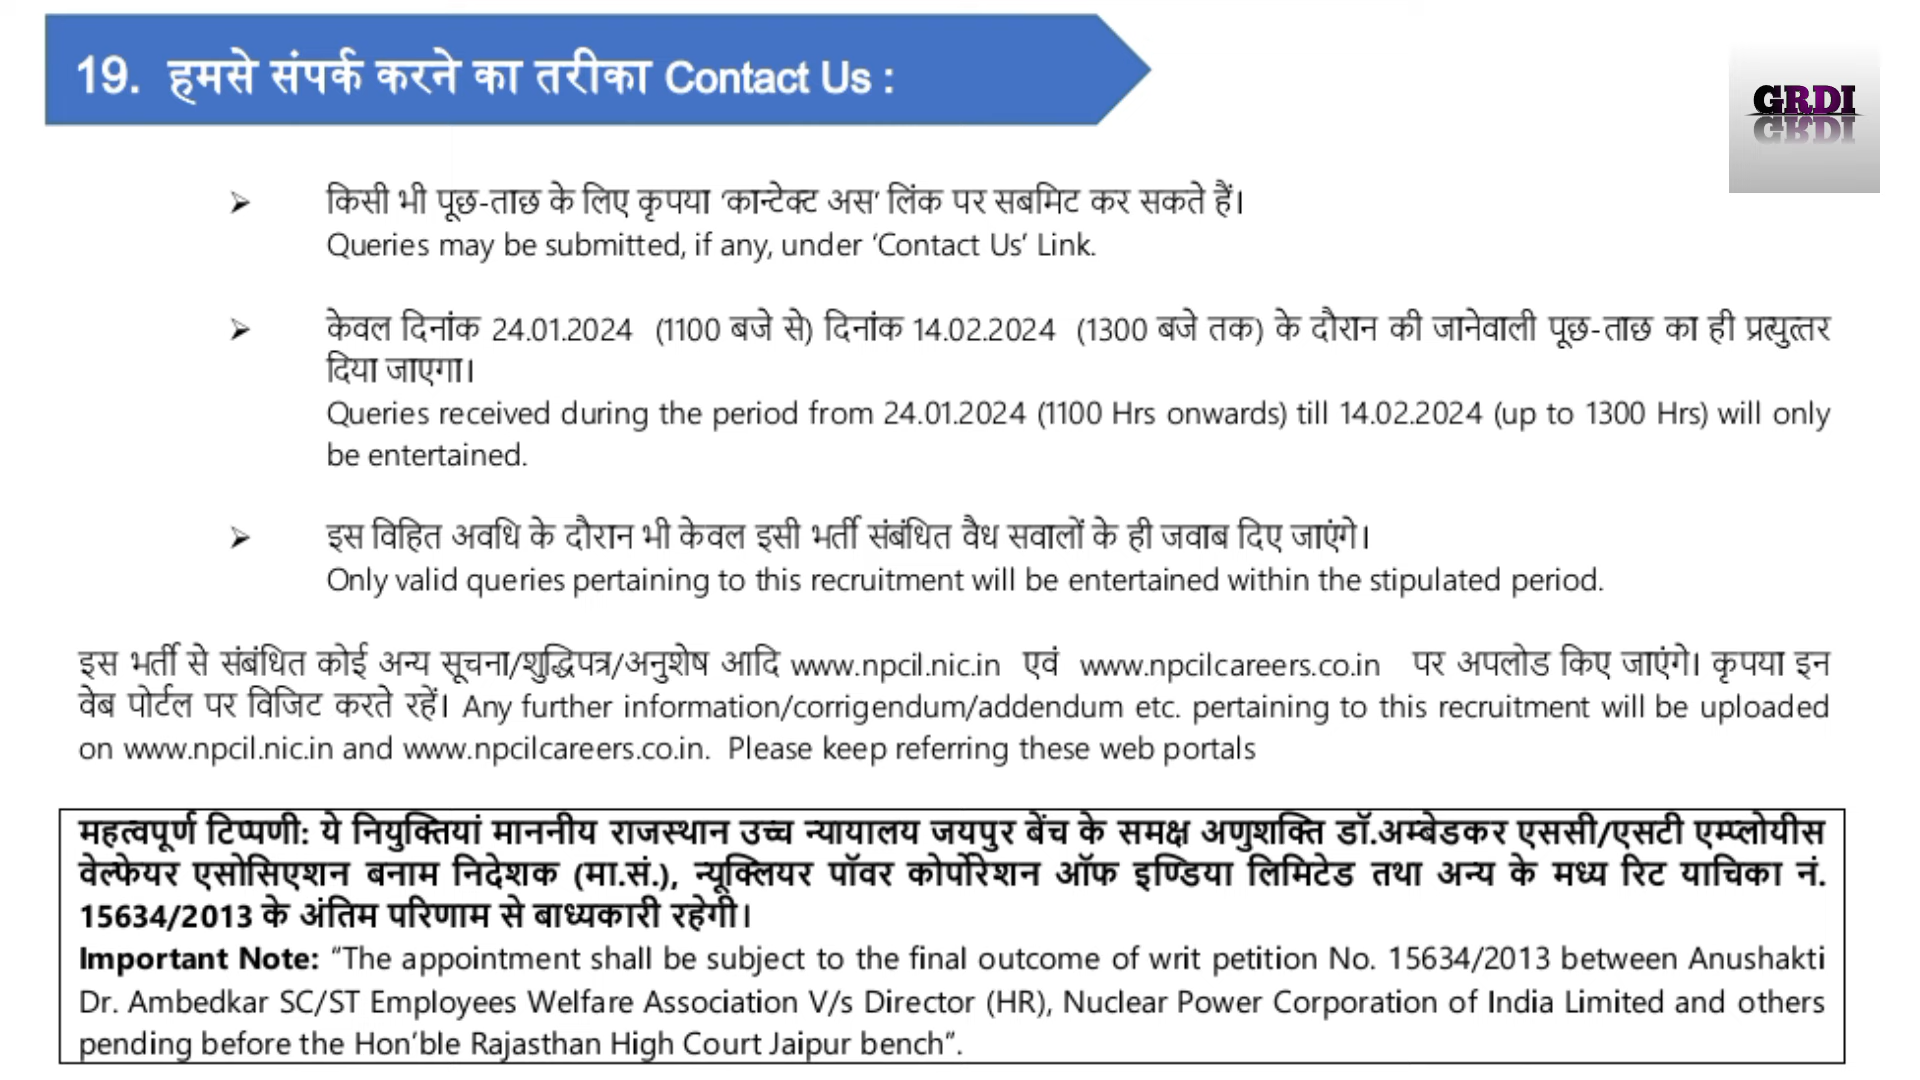 19. हमसे संपर्क करने का तरीका Contact Us :
GRDI
➢ किसी भी पूछ-ताछ के लिए कृपया ‘कान्टेक्ट अस’ लिंक पर सबमिट कर सकते हैं।
Queries may be submitted, if any, under ‘Contact Us’ Link.
➢ केवल दिनांक 24.01.2024 (1100 बजे से) दिनांक 14.02.2024 (1300 बजे तक) के दौरान की जानेवाली पूछ-ताछ का ही प्रत्युत्तर
दिया जाएगा।
Queries received during the period from 24.01.2024 (1100 Hrs onwards) till 14.02.2024 (up to 1300 Hrs) will only
be entertained.
➢ इस विहित अवधि के दौरान भी केवल इसी भर्ती संबंधित वैध सवालों के ही जवाब दिए जाएंगे।
Only valid queries pertaining to this recruitment will be entertained within the stipulated period.
इस भर्ती से संबंधित कोई अन्य सूचना/शुद्धिपत्र/अनुशेष आदि www.npcil.nic.in एवं www.npcilcareers.co.in पर अपलोड किए जाएंगे। कृपया इन
वेब पोर्टल पर विजिट करते रहें। Any further information/corrigendum/addendum etc. pertaining to this recruitment will be uploaded
on www.npcil.nic.in and www.npcilcareers.co.in. Please keep referring these web portals
महत्वपूर्ण टिप्पणी: ये नियुक्तियां माननीय राजस्थान उच्च न्यायालय जयपुर बेंच के समक्ष अणुशक्ति डॉ.अम्बेडकर एससी/एसटी एम्प्लोयीस
वेल्फेयर एसोसिएशन बनाम निदेशक (मा.सं.), न्यूक्लियर पॉवर कोर्पोरेशन ऑफ इण्डिया लिमिटेड तथा अन्य के मध्य रिट याचिका नं.
15634/2013 के अंतिम परिणाम से बाध्यकारी रहेगी।
Important Note: “The appointment shall be subject to the final outcome of writ petition No. 15634/2013 between Anushakti
Dr. Ambedkar SC/ST Employees Welfare Association V/s Director (HR), Nuclear Power Corporation of India Limited and others
pending before the Hon’ble Rajasthan High Court Jaipur bench”.